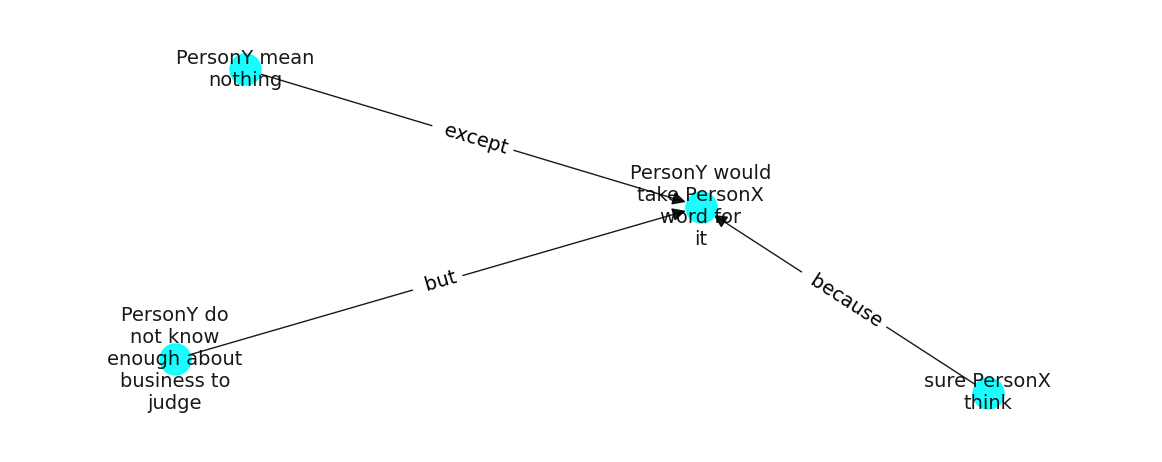 PersonY mean
nothing
except
PersonY would
take PersonX
word for
it
but
because
PersonY do
not know
enough about
business to
judge
sure PersonX
think